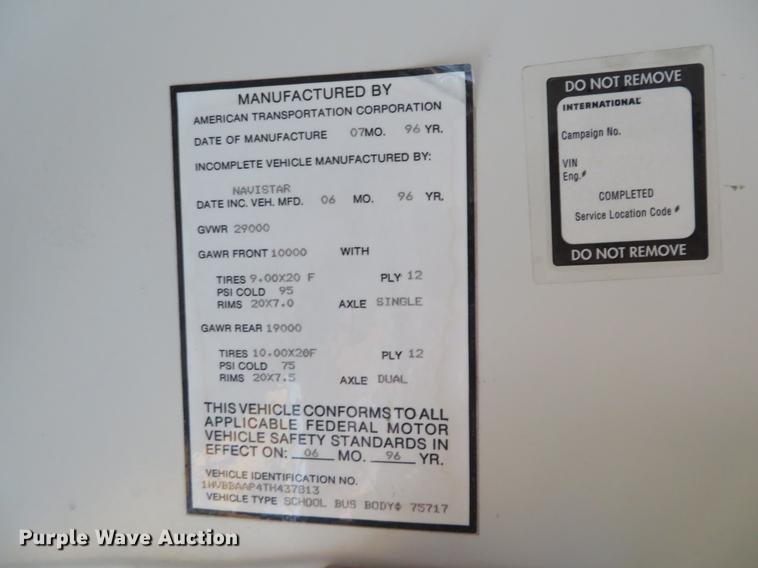 MANUFACTURED BY
AMERICAN TRANSPORTATION CORPORATION
DATE OF MANUFACTURE 07MO. 96 YR.
INCOMPLETE VEHICLE MANUFACTURED BY:
NAVISTAR
DATE INC. VEH. MFD. 06 MO. 96 YR.
GVWR 29000
GAWR FRONT 10000 WITH
TIRES 9.00X20 F PLY 12
PSI COLD 95
RIMS 20X7.0 AXLE SINGLE
GAWR REAR 19000
TIRES 10.00X20F PLY 12
PSI COLD 75
RIMS 20X7.5 AXLE DUAL
THIS VEHICLE CONFORMS TO ALL
APPLICABLE FEDERAL MOTOR
VEHICLE SAFETY STANDARDS IN
EFFECT ON: 06 MO. 96 YR.
VEHICLE IDENTIFICATION NO.
1HVBBAAP4TH437813
VEHICLE TYPE SCHOOL BUS BODY# 75717
DO NOT REMOVE
INTERNATIONAL
Campaign No.
VIN
Eng.#
COMPLETED
Service Location Code #
DO NOT REMOVE
Purple Wave Auction